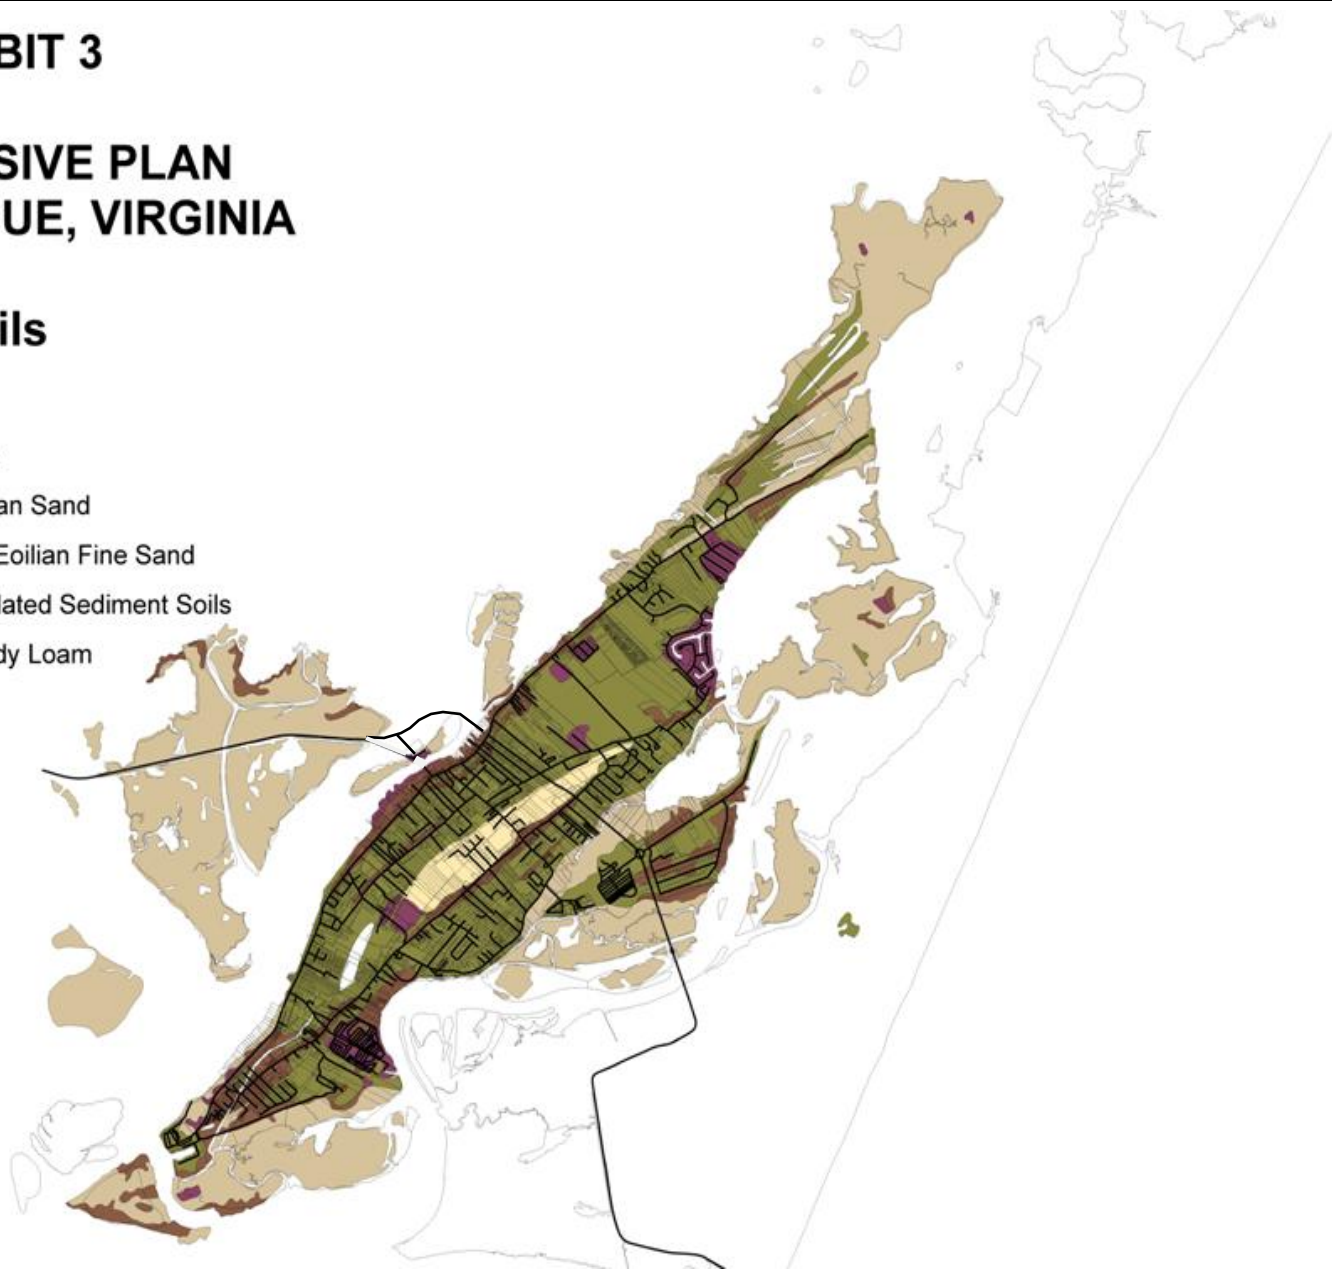 BIT 3
SIVE PLAN
UE, VIRGINIA
ils
an Sand
Eoilian Fine Sand
lated Sediment Soils
dy Loam